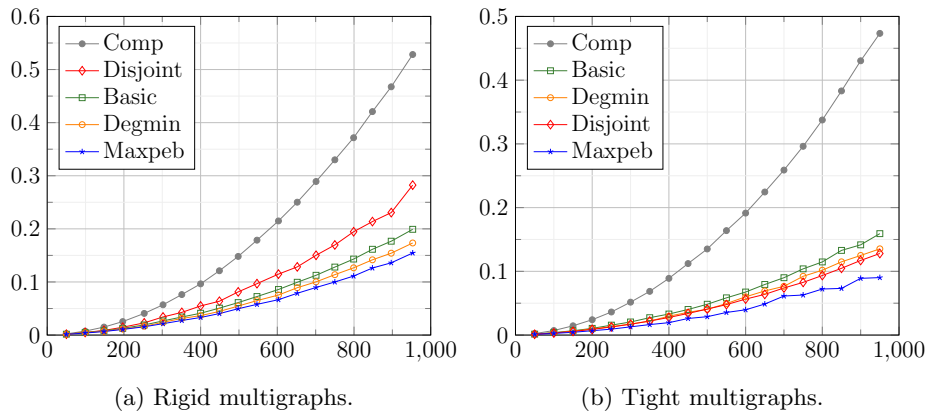 0.6
0.5
0.4
0.3
0.2
0.1
0
0
200
400
600
800
1,000
Comp
Disjoint
Basic
Degmin
Maxpeb
(a) Rigid multigraphs.
0.5
0.4
0.3
0.2
0.1
0
0
200
400
600
800
1,000
Comp
Basic
Degmin
Disjoint
Maxpeb
(b) Tight multigraphs.